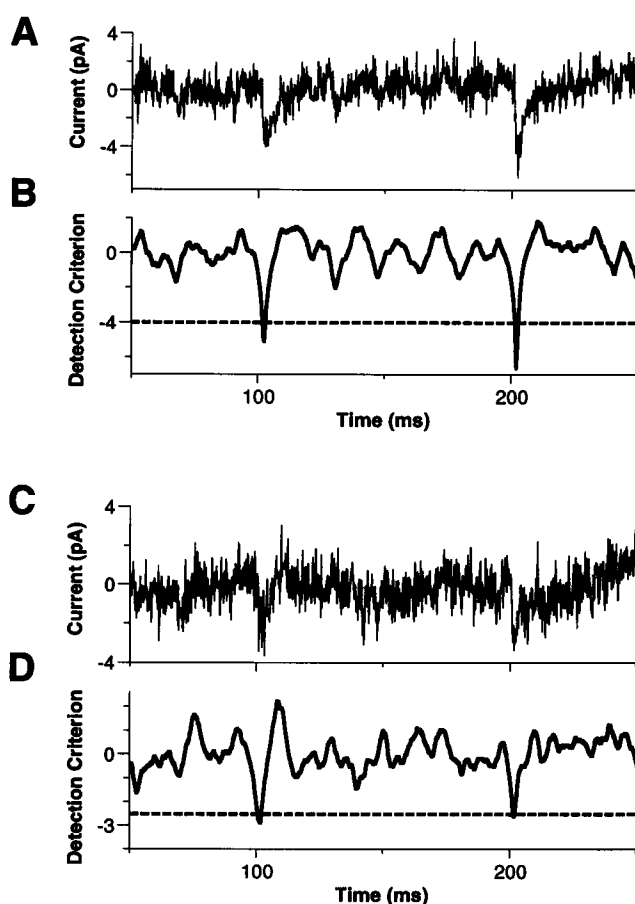 A
Current (pA)
4
0
-4
B
Detection Criterion
0
-4
100
200
Time (ms)
C
Current (pA)
4
0
-4
D
Detection Criterion
0
-3
100
200
Time (ms)